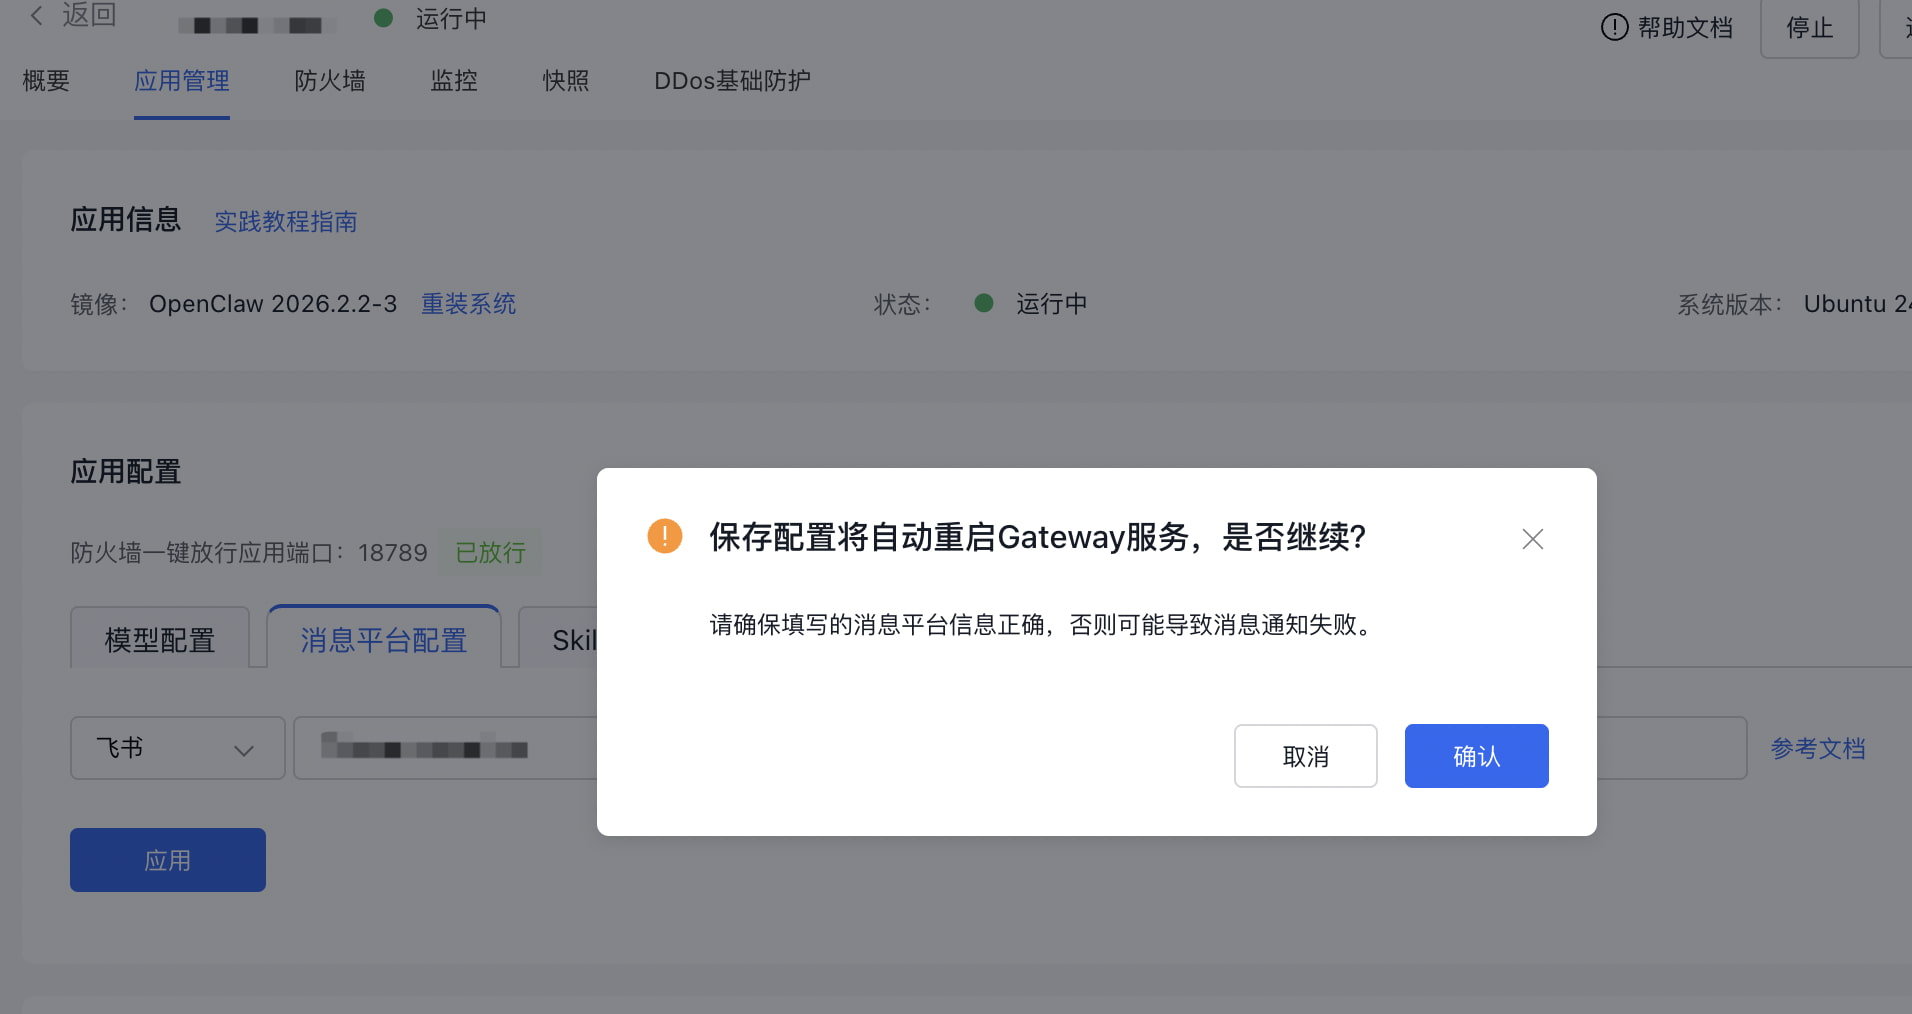 返回
运行中
帮助文档
停止
概要
应用管理
防火墙
监控
快照
DDos基础防护
应用信息
实践教程指南
镜像： OpenClaw 2026.2.2-3 重装系统
状态： 运行中
系统版本： Ubuntu
应用配置
防火墙一键放行应用端口：18789 已放行
保存配置将自动重启Gateway服务，是否继续?
请确保填写的消息平台信息正确，否则可能导致消息通知失败。
模型配置
消息平台配置
Skil
飞书
参考文档
取消
确认
应用